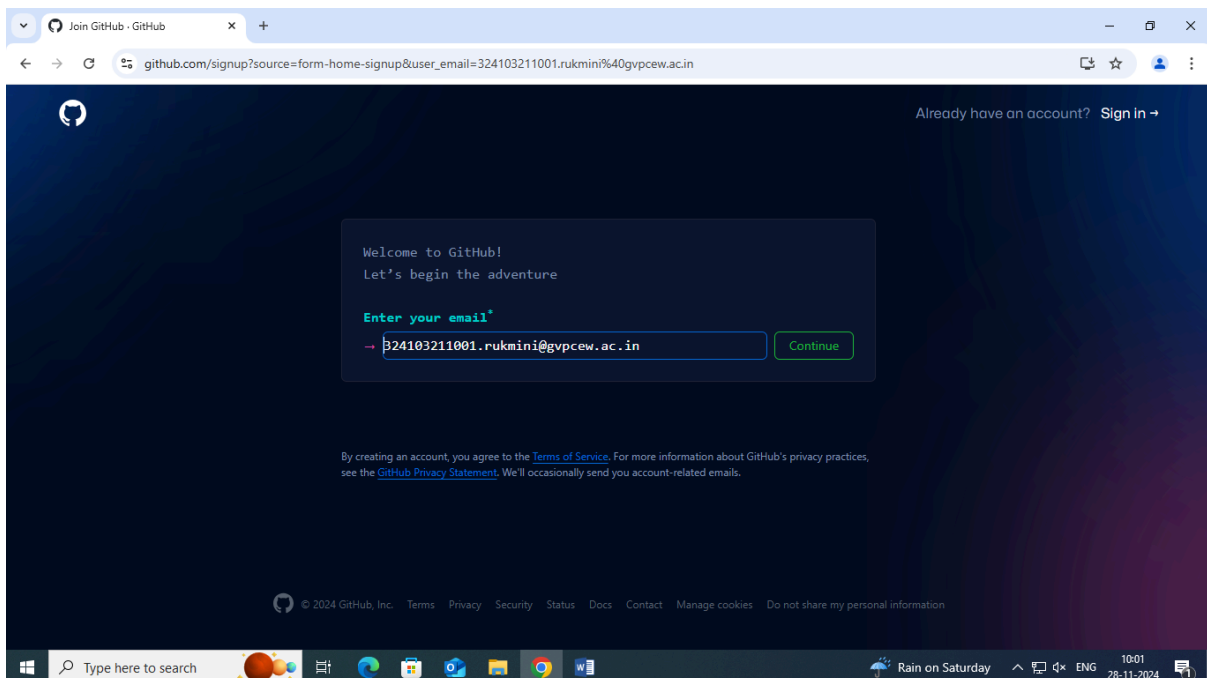 Join GitHub · GitHub
github.com/signup?source=form-home-signup&user_email=324103211001.rukmini%40gvpcew.ac.in
Already have an account? Sign in →
Welcome to GitHub!
Let's begin the adventure
Enter your email*
→ 324103211001.rukmini@gvpcew.ac.in Continue
By creating an account, you agree to the Terms of Service. For more information about GitHub's privacy practices,
see the GitHub Privacy Statement. We'll occasionally send you account-related emails.
© 2024 GitHub, Inc. Terms Privacy Security Status Docs Contact Manage cookies Do not share my personal information
Type here to search Rain on Saturday ENG 10:01
28-11-2024